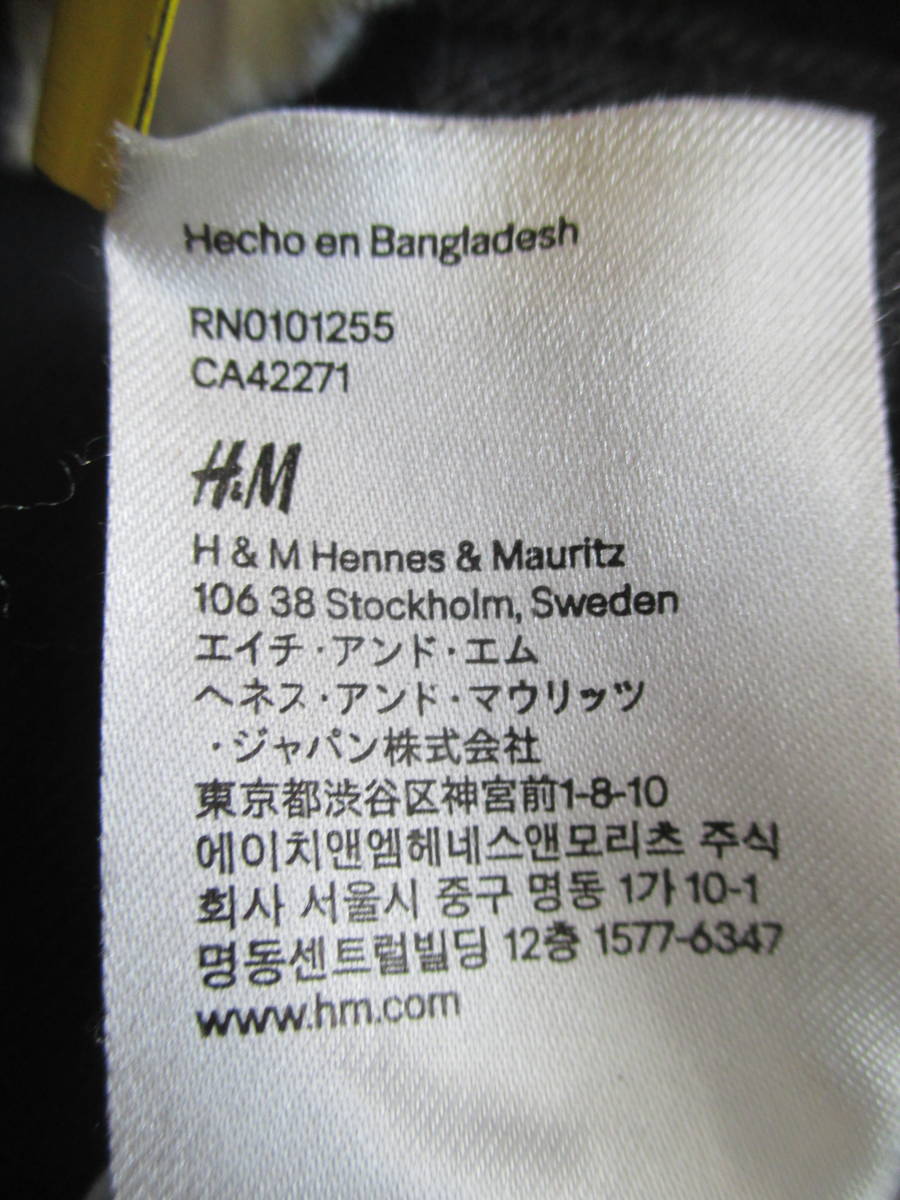 Hecho en Bangladesh
RN0101255
CA42271
H&M
H & M Hennes & Mauritz
106 38 Stockholm, Sweden
エイチ・アンド・エム
ヘネス・アンド・マウリッツ
・ジャパン株式会社
東京都渋谷区神宮前1-8-10
에이치앤엠헤네스앤모리츠 주식
회사 서울시 중구 명동 1가 10-1
명동센트럴빌딩 12층 1577-6347
www.hm.com